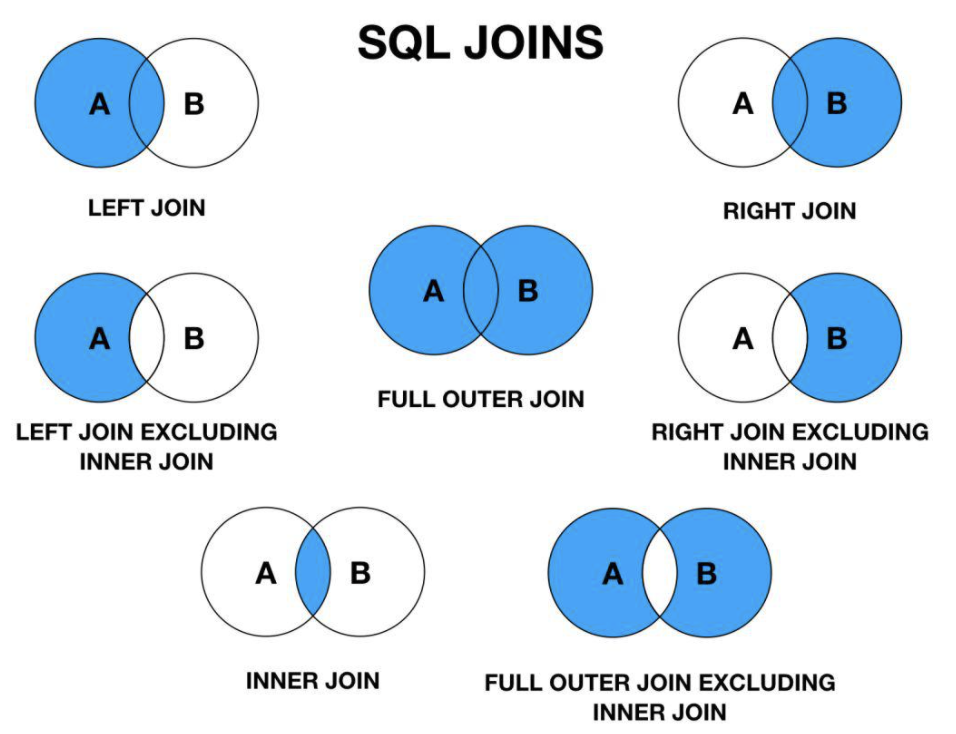 SQL JOINS
A B
LEFT JOIN
A B
RIGHT JOIN
A B
FULL OUTER JOIN
A B
LEFT JOIN EXCLUDING
INNER JOIN
A B
RIGHT JOIN EXCLUDING
INNER JOIN
A B
INNER JOIN
A B
FULL OUTER JOIN EXCLUDING
INNER JOIN